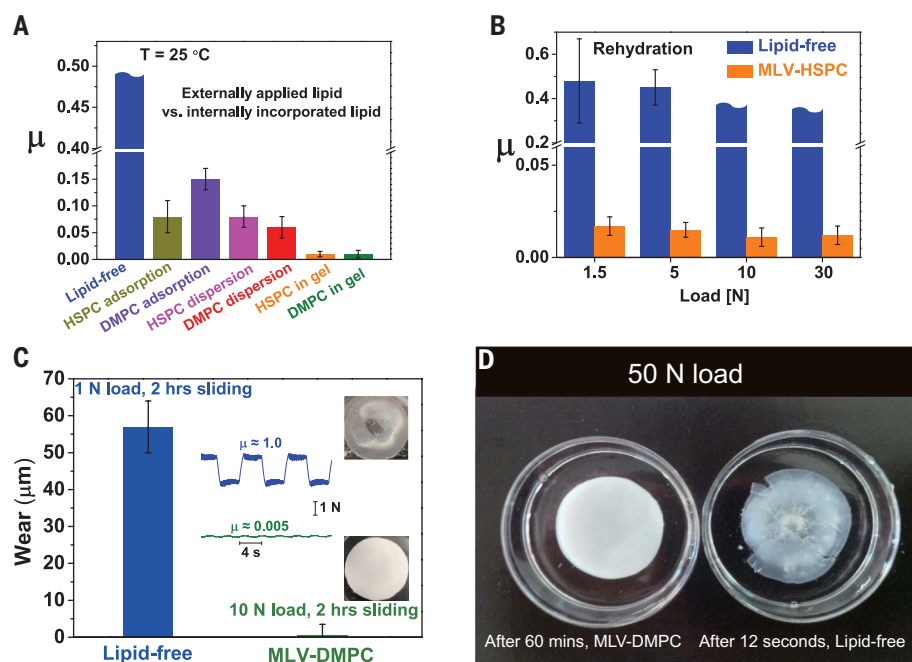 A
T = 25 °C
Externally applied lipid
vs. internally incorporated lipid
μ
0.50
0.45
0.40
0.15
0.10
0.05
0.00
Lipid-free
HSPC adsorption
DMPC adsorption
HSPC dispersion
DMPC dispersion
HSPC in gel
DMPC in gel
B
Rehydration
Lipid-free
MLV-HSPC
μ
0.6
0.4
0.2
0.05
0.00
1.5
5
10
30
Load [N]
C
1 N load, 2 hrs sliding
Wear (μm)
70
60
50
40
30
20
10
0
μ ≈ 1.0
1 N
μ ≈ 0.005
4 s
10 N load, 2 hrs sliding
Lipid-free
MLV-DMPC
D
50 N load
After 60 mins, MLV-DMPC
After 12 seconds, Lipid-free